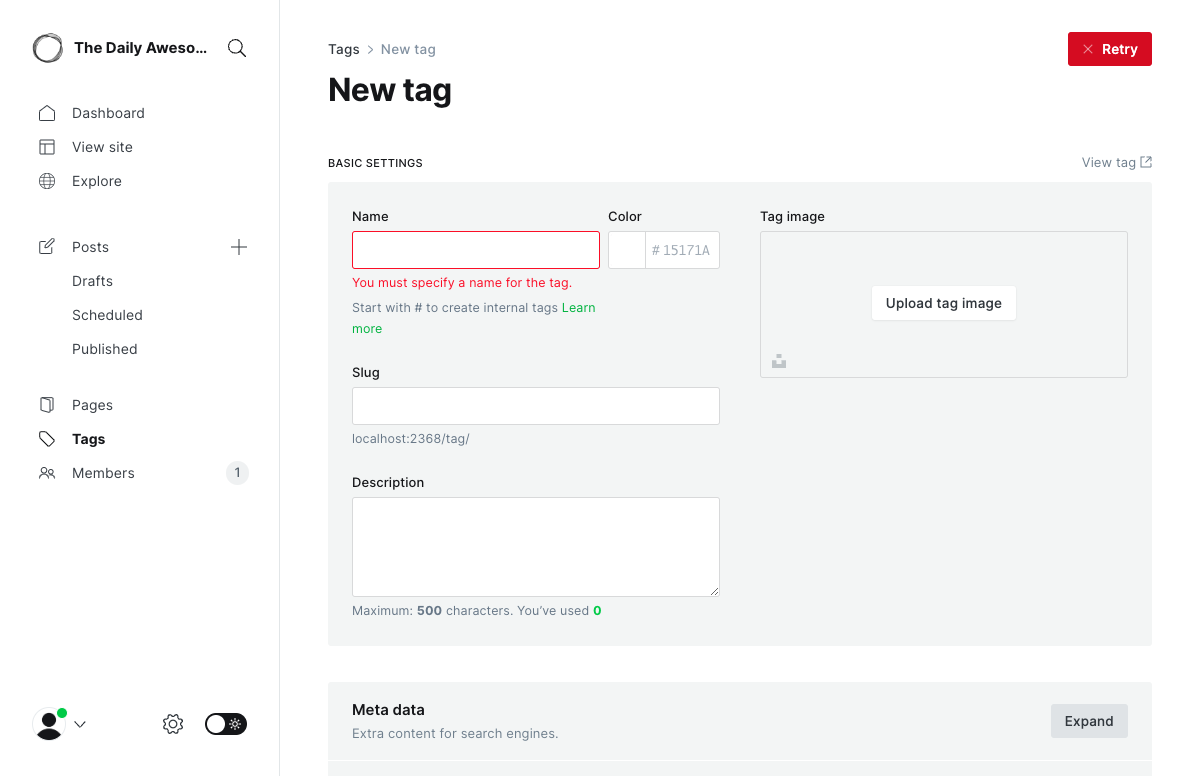 The Daily Aweso...
Dashboard
View site
Explore
Posts
Drafts
Scheduled
Published
Pages
Tags
Members 1
Tags > New tag
Retry
New tag
BASIC SETTINGS
View tag
Name
Color
Tag image
# 15171A
You must specify a name for the tag.
Start with # to create internal tags Learn
more
Upload tag image
Slug
localhost:2368/tag/
Description
Maximum: 500 characters. You’ve used 0
Meta data
Extra content for search engines.
Expand